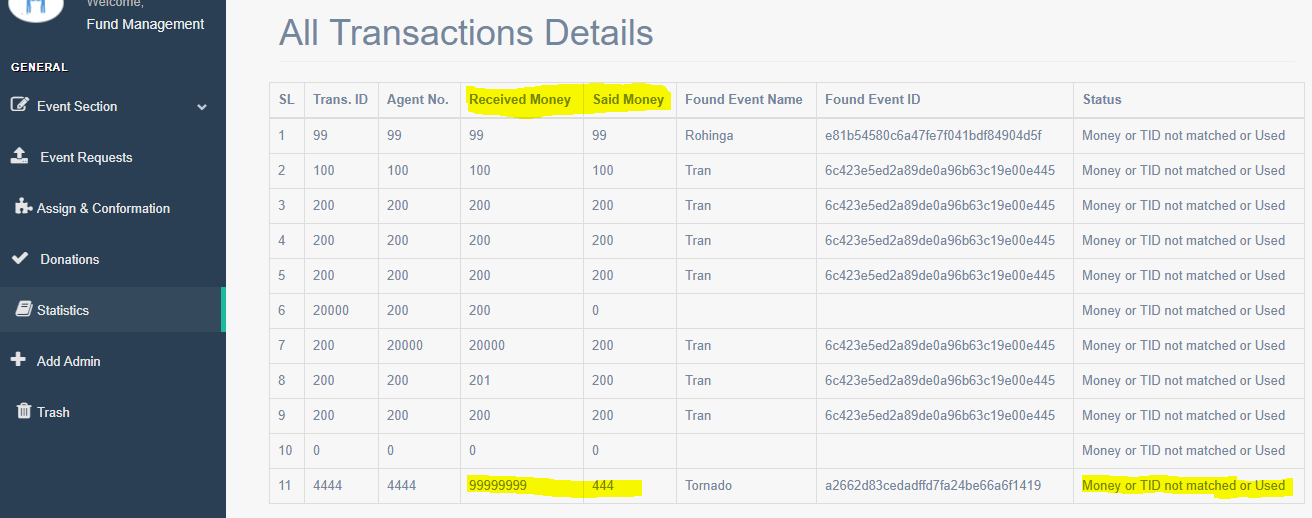 Welcome,
Fund Management
GENERAL
Event Section
Event Requests
Assign & Conformation
Donations
Statistics
Add Admin
Trash
All Transactions Details
SL Trans. ID Agent No. Received Money Said Money Found Event Name Found Event ID Status
1 99 99 99 99 Rohinga e81b54580c6a47fe7f041bdf84904d5f Money or TID not matched or Used
2 100 100 100 100 Tran 6c423e5ed2a89de0a96b63c19e00e445 Money or TID not matched or Used
3 200 200 200 200 Tran 6c423e5ed2a89de0a96b63c19e00e445 Money or TID not matched or Used
4 200 200 200 200 Tran 6c423e5ed2a89de0a96b63c19e00e445 Money or TID not matched or Used
5 200 200 200 200 Tran 6c423e5ed2a89de0a96b63c19e00e445 Money or TID not matched or Used
6 20000 200 200 0 Money or TID not matched or Used
7 200 20000 20000 200 Tran 6c423e5ed2a89de0a96b63c19e00e445 Money or TID not matched or Used
8 200 200 201 200 Tran 6c423e5ed2a89de0a96b63c19e00e445 Money or TID not matched or Used
9 200 200 200 200 Tran 6c423e5ed2a89de0a96b63c19e00e445 Money or TID not matched or Used
10 0 0 0 0 Money or TID not matched or Used
11 4444 4444 99999999 444 Tornado a2662d83cedadffd7fa24be66a6f1419 Money or TID not matched or Used